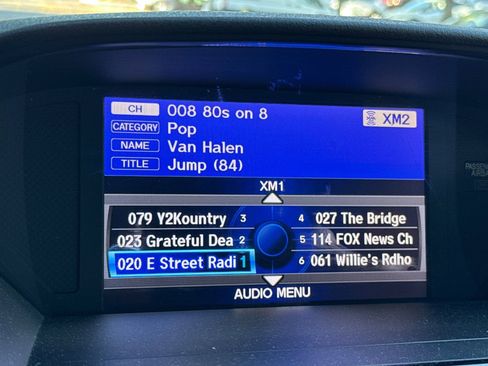 CH 008 80s on 8 XM2
CATEGORY Pop
NAME Van Halen
TITLE Jump (84)
XM1
079 Y2Kountry 3 4 027 The Bridge
023 Grateful Dea 2 5 114 FOX News Ch
020 E Street Radi 1 6 061 Willie's Rdho
AUDIO MENU
PASSEN
AIRBA